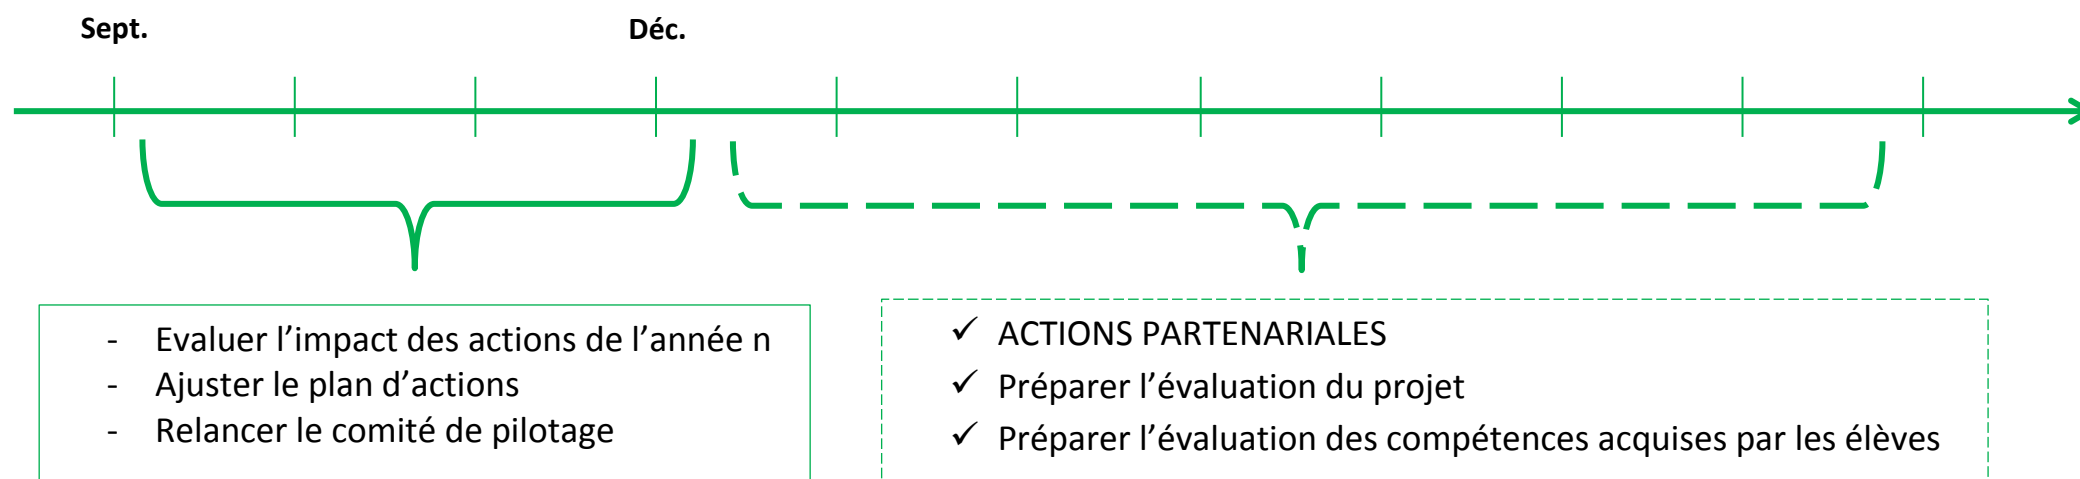 Sept. Déc.
- Evaluer l’impact des actions de l’année n
- Ajuster le plan d’actions
- Relancer le comité de pilotage
✓ ACTIONS PARTENARIALES
✓ Préparer l’évaluation du projet
✓ Préparer l’évaluation des compétences acquises par les élèves